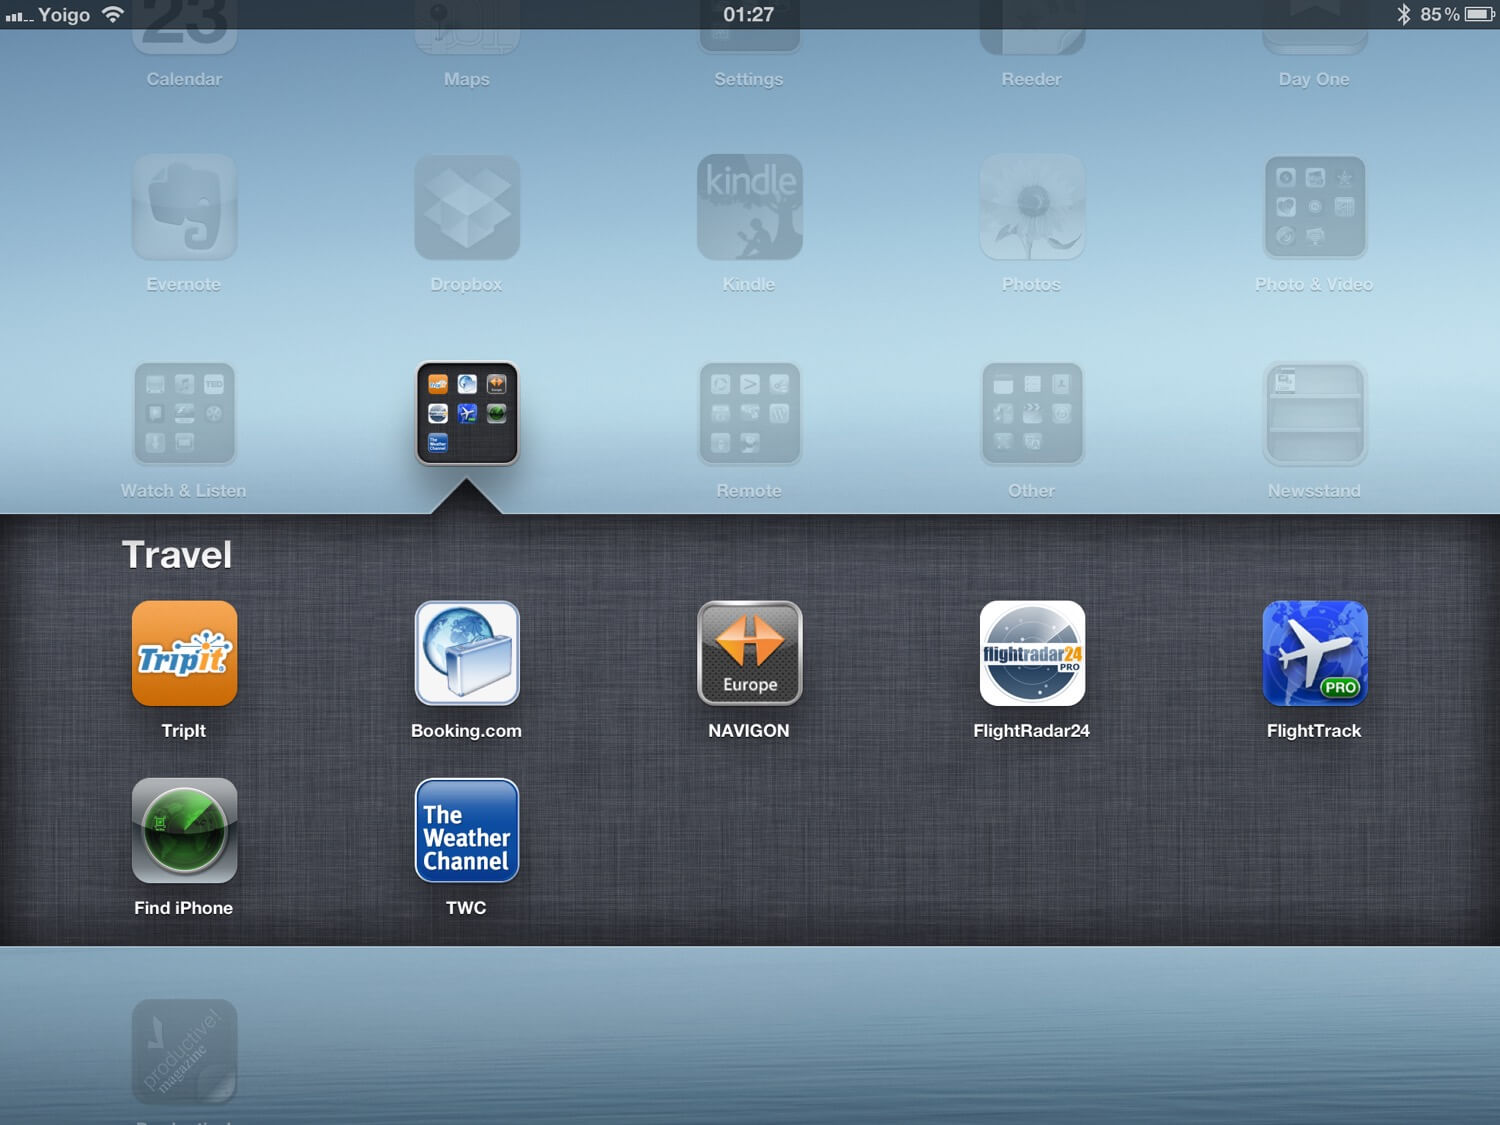 Yoigo 01:27 85%
23
Calendar Maps Settings Reeder Day One
kindle
Evernote Dropbox Kindle Photos Photo & Video
TED
Watch & Listen Remote Other Newsstand
Travel
TripIt
Europe
flightradar24
PRO
PRO
TripIt Booking.com NAVIGON FlightRadar24 FlightTrack
The
Weather
Channel
Find iPhone TWC
productive!
magazine